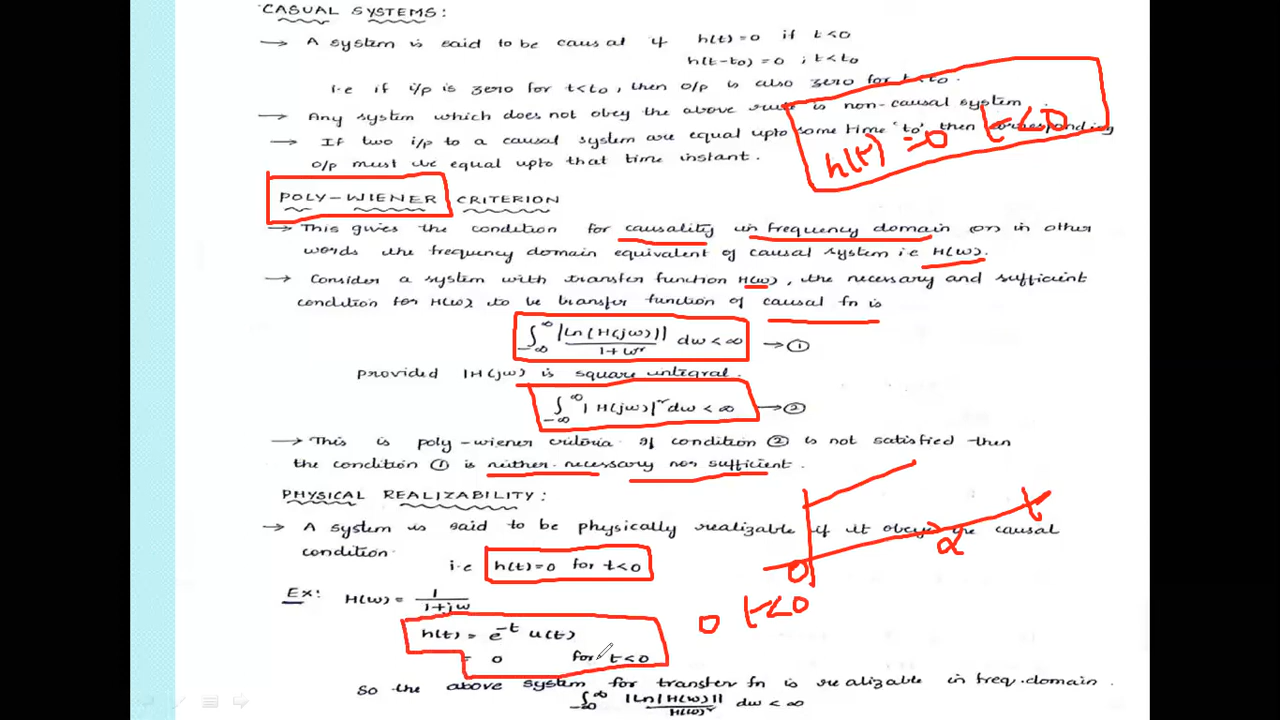 CASUAL SYSTEMS:
→ A system is said to be causal if h(t)=0 if t<0
h(t-t₀)=0 ; t<t₀
i.e if i/p is zero for t<t₀, then o/p is also zero for t<t₀.
→ Any system which does not obey the above rule is non-causal system.
→ If two i/p to a causal system are equal upto some time 't₀' then corresponding
o/p must be equal upto that time instant.
h(t) = 0 t<0
POLY-WIENER CRITERION
→ This gives the condition for causality in frequency domain (or) in other
words the frequency domain equivalent of causal system i.e H(ω).
→ Consider a system with transfer function H(ω), the necessary and sufficient
condition for H(ω) to be transfer function of causal fn is
∫_{-∞}^{∞} |ln(H(jω))| / 1+ω² dω < ∞ → ①
provided |H(jω) is square integral.
∫_{-∞}^{∞} |H(jω)|² dω < ∞ → ②
→ This is poly-wiener criteria if condition ② is not satisfied then
the condition ① is neither necessary nor sufficient.
PHYSICAL REALIZABILITY:
→ A system is said to be physically realizable if it obeys the causal
condition
i.e h(t)=0 for t<0
0 α t
0 t<0
Ex: H(ω) = 1 / 1+jω
h(t) = e^{-t} u(t)
= 0 for t<0
So the above system for transfer fn is realizable in freq.domain.
∫_{-∞}^{∞} |ln|H(ω)|| / H(ω)² dω < ∞